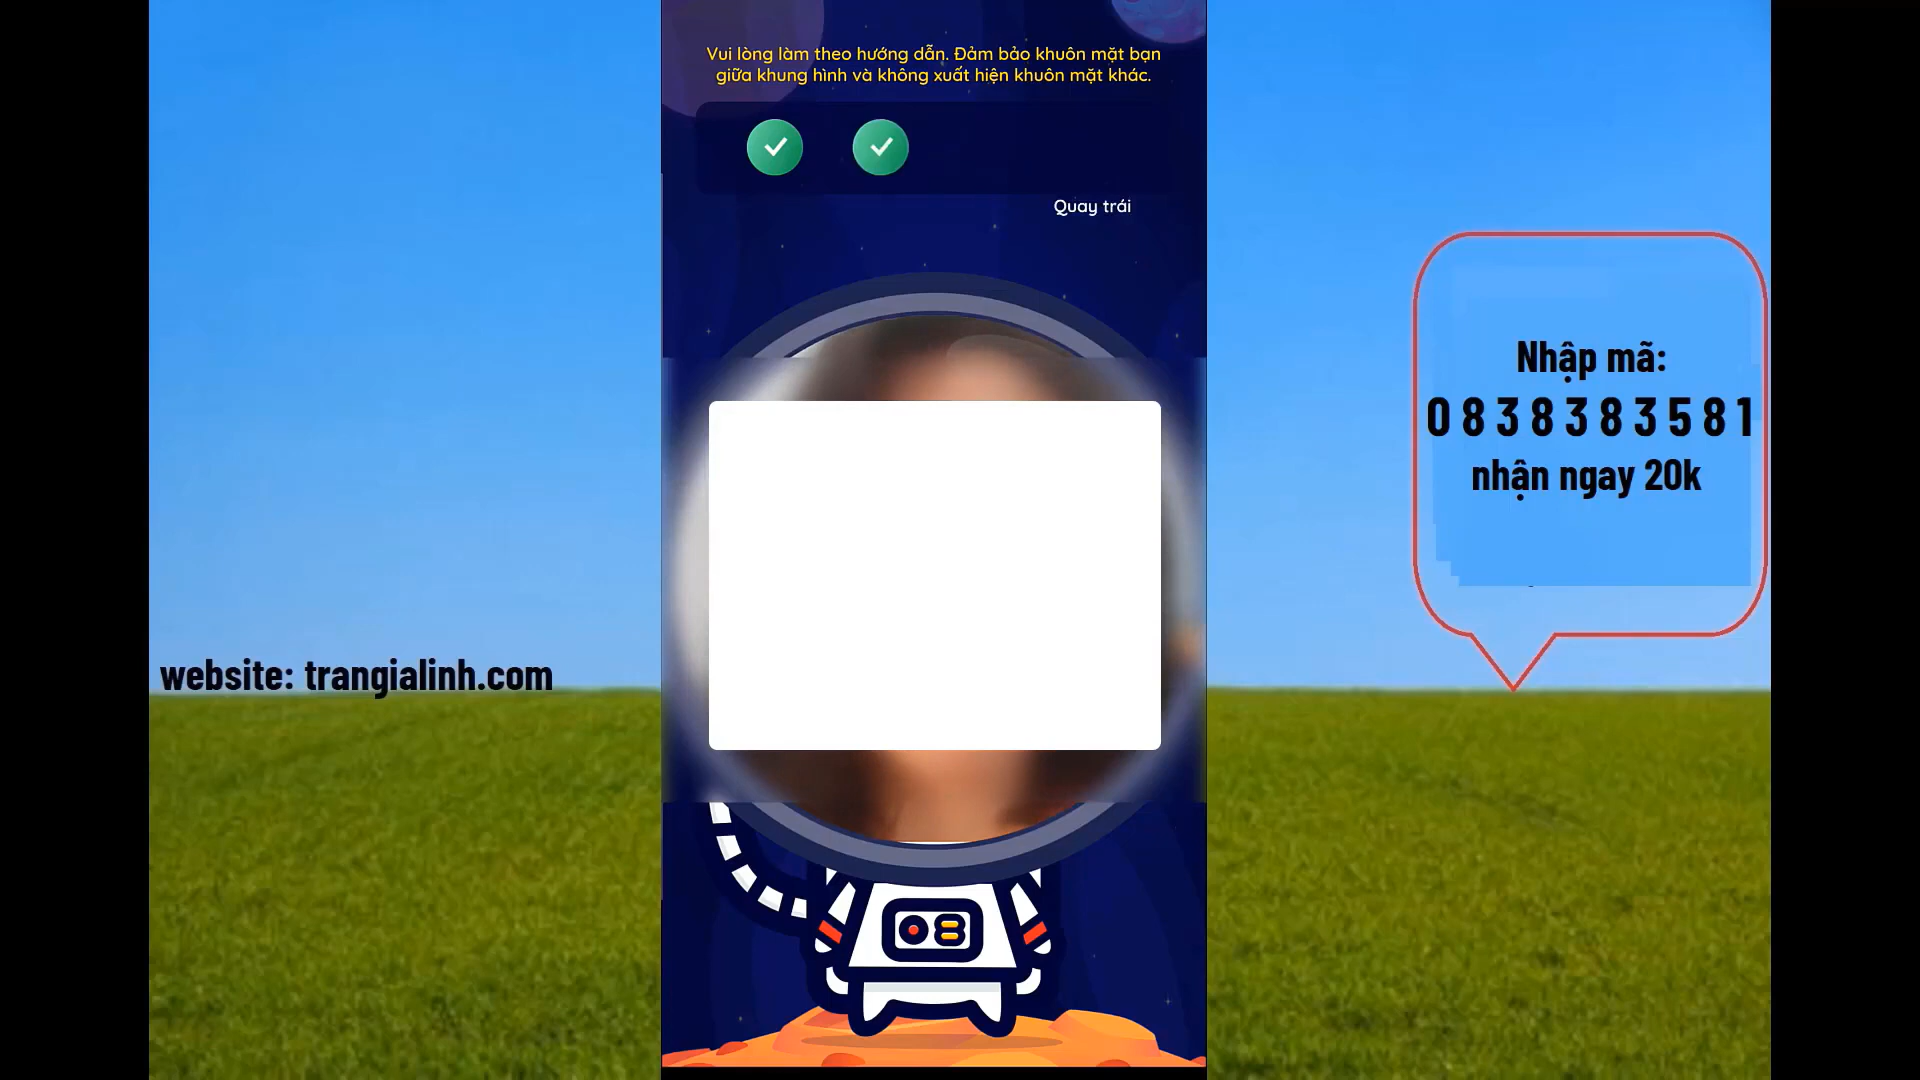 Vui lòng làm theo hướng dẫn. Đảm bảo khuôn mặt bạn
giữa khung hình và không xuất hiện khuôn mặt khác.
Quay trái
Nhập mã:
0838383581
nhận ngay 20k
website: trangialinh.com
08